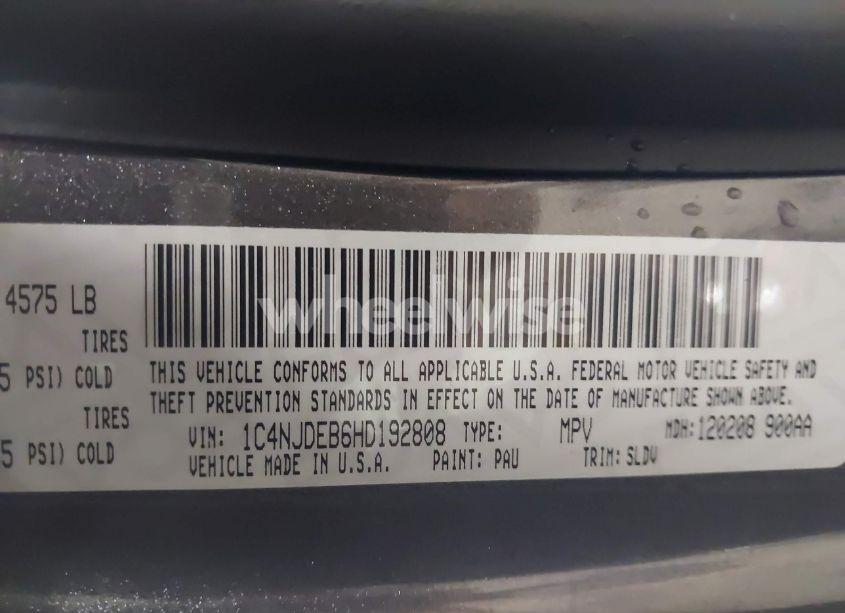 4575 LB
TIRES
5 PSI) COLD
TIRES
5 PSI) COLD
wheelwise
THIS VEHICLE CONFORMS TO ALL APPLICABLE U.S.A. FEDERAL MOTOR VEHICLE SAFETY AND
THEFT PREVENTION STANDARDS IN EFFECT ON THE DATE OF MANUFACTURE SHOWN ABOVE.
VIN: 1C4NJDEB6HD192808 TYPE: MPV MDH: 120208 900AA
VEHICLE MADE IN U.S.A. PAINT: PAU TRIM: SLDV